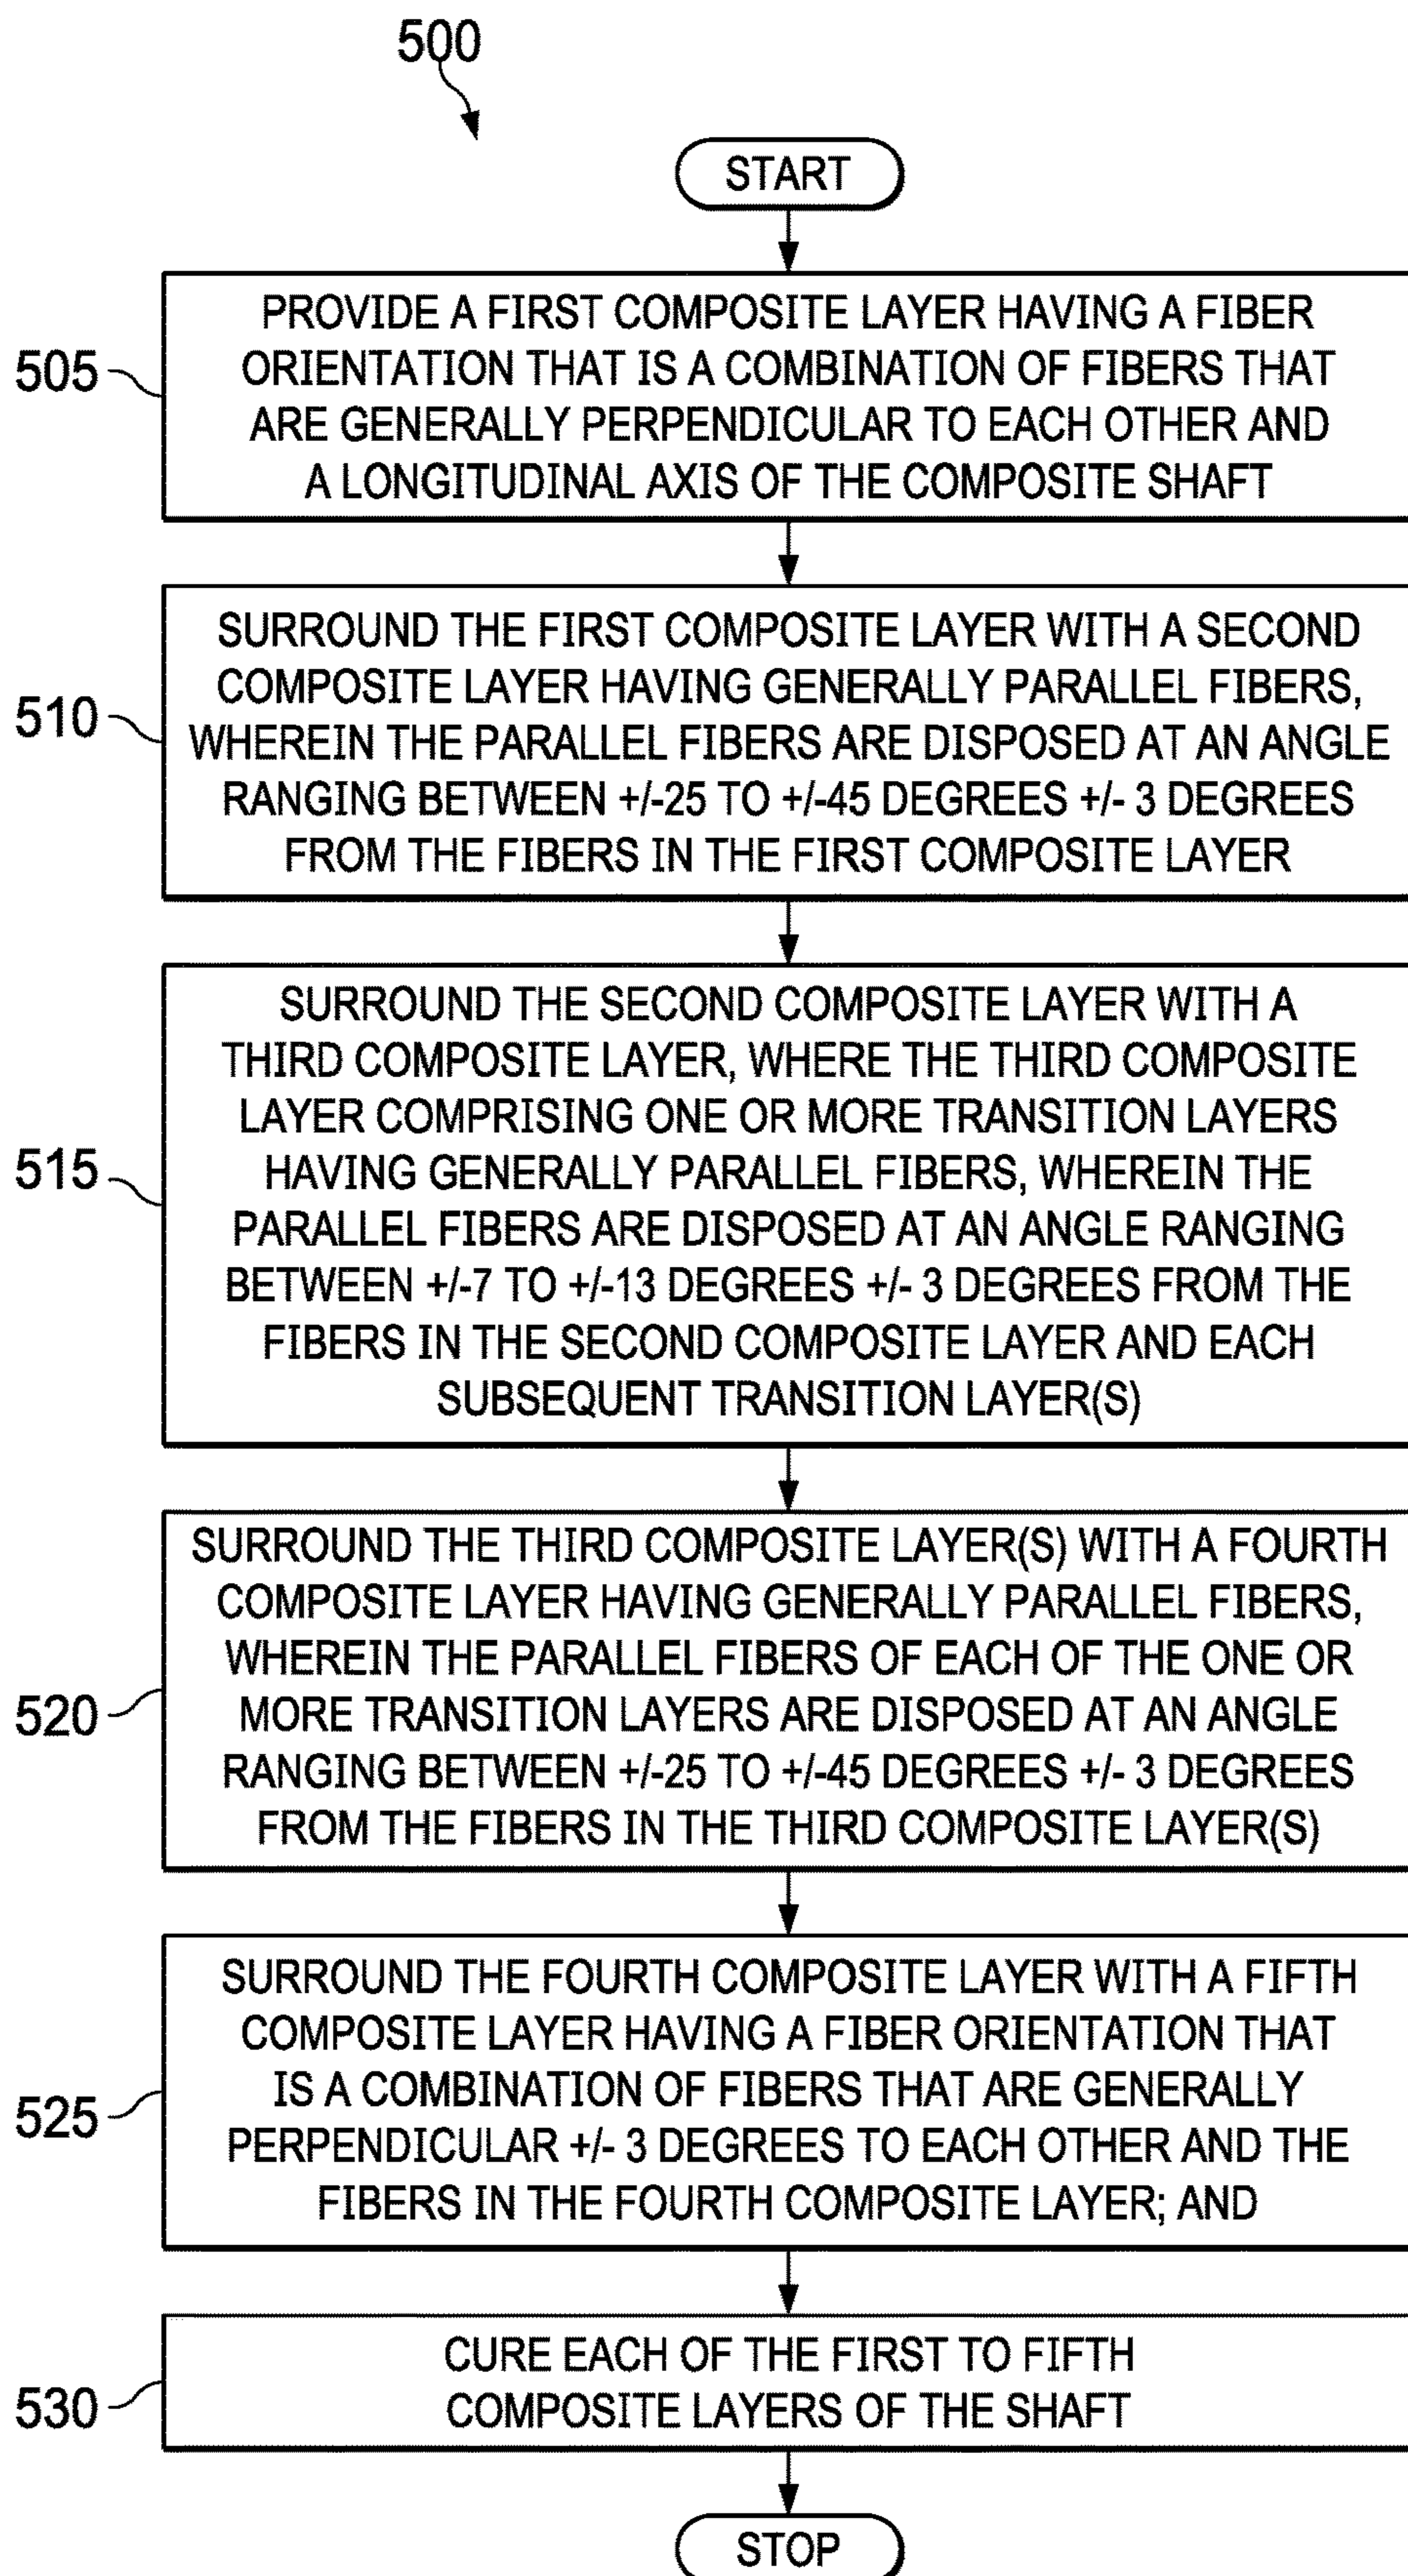 500
START
505
PROVIDE A FIRST COMPOSITE LAYER HAVING A FIBER
ORIENTATION THAT IS A COMBINATION OF FIBERS THAT
ARE GENERALLY PERPENDICULAR TO EACH OTHER AND
A LONGITUDINAL AXIS OF THE COMPOSITE SHAFT
510
SURROUND THE FIRST COMPOSITE LAYER WITH A SECOND
COMPOSITE LAYER HAVING GENERALLY PARALLEL FIBERS,
WHEREIN THE PARALLEL FIBERS ARE DISPOSED AT AN ANGLE
RANGING BETWEEN +/-25 TO +/-45 DEGREES +/- 3 DEGREES
FROM THE FIBERS IN THE FIRST COMPOSITE LAYER
515
SURROUND THE SECOND COMPOSITE LAYER WITH A
THIRD COMPOSITE LAYER, WHERE THE THIRD COMPOSITE
LAYER COMPRISING ONE OR MORE TRANSITION LAYERS
HAVING GENERALLY PARALLEL FIBERS, WHEREIN THE
PARALLEL FIBERS ARE DISPOSED AT AN ANGLE RANGING
BETWEEN +/-7 TO +/-13 DEGREES +/- 3 DEGREES FROM THE
FIBERS IN THE SECOND COMPOSITE LAYER AND EACH
SUBSEQUENT TRANSITION LAYER(S)
520
SURROUND THE THIRD COMPOSITE LAYER(S) WITH A FOURTH
COMPOSITE LAYER HAVING GENERALLY PARALLEL FIBERS,
WHEREIN THE PARALLEL FIBERS OF EACH OF THE ONE OR
MORE TRANSITION LAYERS ARE DISPOSED AT AN ANGLE
RANGING BETWEEN +/-25 TO +/-45 DEGREES +/- 3 DEGREES
FROM THE FIBERS IN THE THIRD COMPOSITE LAYER(S)
525
SURROUND THE FOURTH COMPOSITE LAYER WITH A FIFTH
COMPOSITE LAYER HAVING A FIBER ORIENTATION THAT
IS A COMBINATION OF FIBERS THAT ARE GENERALLY
PERPENDICULAR +/- 3 DEGREES TO EACH OTHER AND THE
FIBERS IN THE FOURTH COMPOSITE LAYER; AND
530
CURE EACH OF THE FIRST TO FIFTH
COMPOSITE LAYERS OF THE SHAFT
STOP